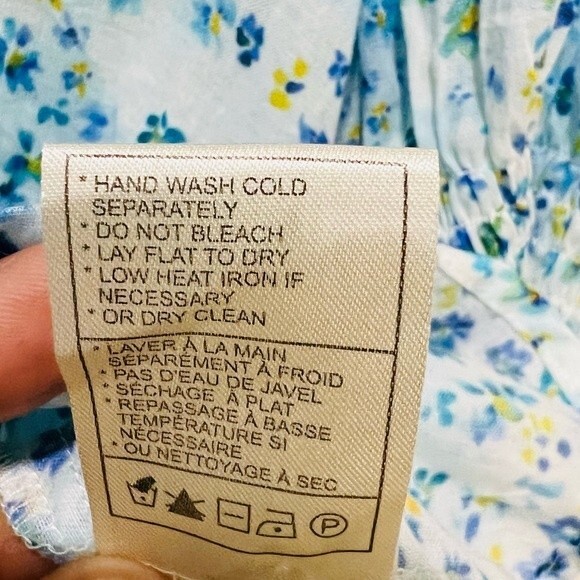 * HAND WASH COLD
SEPARATELY
* DO NOT BLEACH
* LAY FLAT TO DRY
* LOW HEAT IRON IF
NECESSARY
* OR DRY CLEAN
* LAVER À LA MAIN
SÉPARÉMENT À FROID
* PAS D'EAU DE JAVEL
* SÉCHAGE À PLAT
* REPASSAGE À BASSE
TEMPÉRATURE SI
NÉCESSAIRE
* OU NETTOYAGE À SEC
P